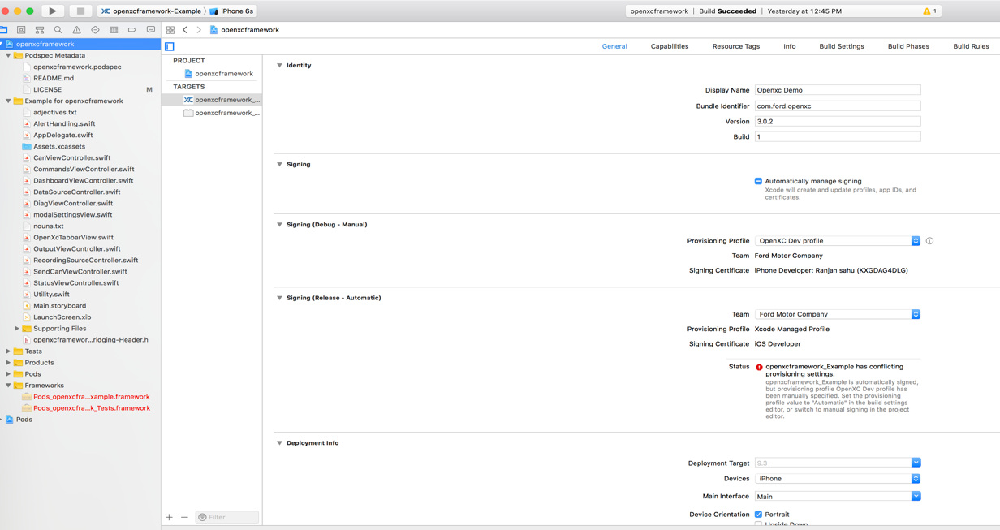 openxcframework-Example 〉 iPhone 6s
openxcframework | Build Succeeded | Yesterday at 12:45 PM
1
openxcframework
openxcframework
Podspec Metadata
openxcframework.podspec
README.md
LICENSE M
Example for openxcframework
adjectives.txt
AlertHandling.swift
AppDelegate.swift
Assets.xcassets
CanViewController.swift
CommandsViewController.swift
DashboardViewController.swift
DataSourceController.swift
DiagViewController.swift
modalSettingsView.swift
nouns.txt
OpenXcTabbarView.swift
OutputViewController.swift
RecordingSourceController.swift
SendCanViewController.swift
StatusViewController.swift
Utility.swift
Main.storyboard
LaunchScreen.xib
Supporting Files
openxcframewor...ridging-Header.h
Tests
Products
Pods
Frameworks
Pods_openxcfra...xample.framework
Pods_openxcfra...k_Tests.framework
Pods
PROJECT
openxcframework
TARGETS
openxcframework_...
openxcframework_...
Filter
General Capabilities Resource Tags Info Build Settings Build Phases Build Rules
Identity
Display Name Openxc Demo
Bundle Identifier com.ford.openxc
Version 3.0.2
Build 1
Signing
Automatically manage signing
Xcode will create and update profiles, app IDs, and
certificates.
Signing (Debug - Manual)
Provisioning Profile OpenXC Dev profile
Team Ford Motor Company
Signing Certificate iPhone Developer: Ranjan sahu (KXGDAG4DLG)
Signing (Release - Automatic)
Team Ford Motor Company
Provisioning Profile Xcode Managed Profile
Signing Certificate iOS Developer
Status openxcframework_Example has conflicting
provisioning settings.
openxcframework_Example is automatically signed,
but provisioning profile OpenXC Dev profile has
been manually specified. Set the provisioning
profile value to "Automatic" in the build settings
editor, or switch to manual signing in the project
editor.
Deployment Info
Deployment Target 9.3
Devices iPhone
Main Interface Main
Device Orientation Portrait
Upside Down